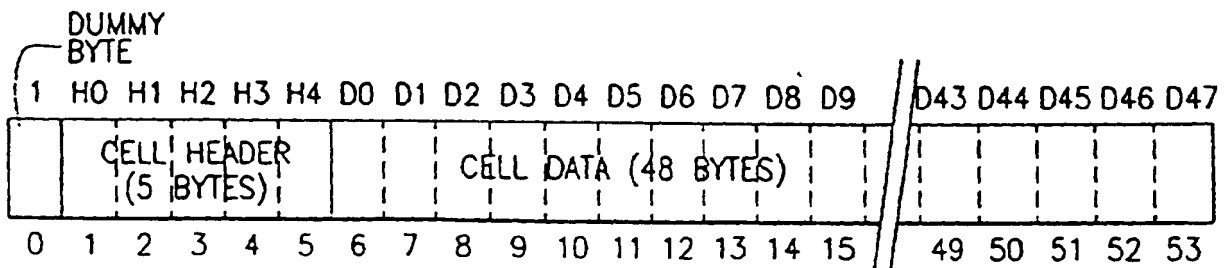 DUMMY
BYTE
1 H0 H1 H2 H3 H4 D0 D1 D2 D3 D4 D5 D6 D7 D8 D9 D43 D44 D45 D46 D47
CELL HEADER CELL DATA (48 BYTES)
(5 BYTES)
0 1 2 3 4 5 6 7 8 9 10 11 12 13 14 15 49 50 51 52 53